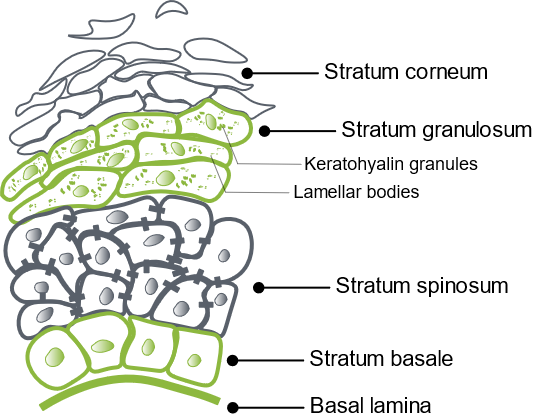 Stratum corneum
Stratum granulosum
Keratohyalin granules
Lamellar bodies
Stratum spinosum
Stratum basale
Basal lamina